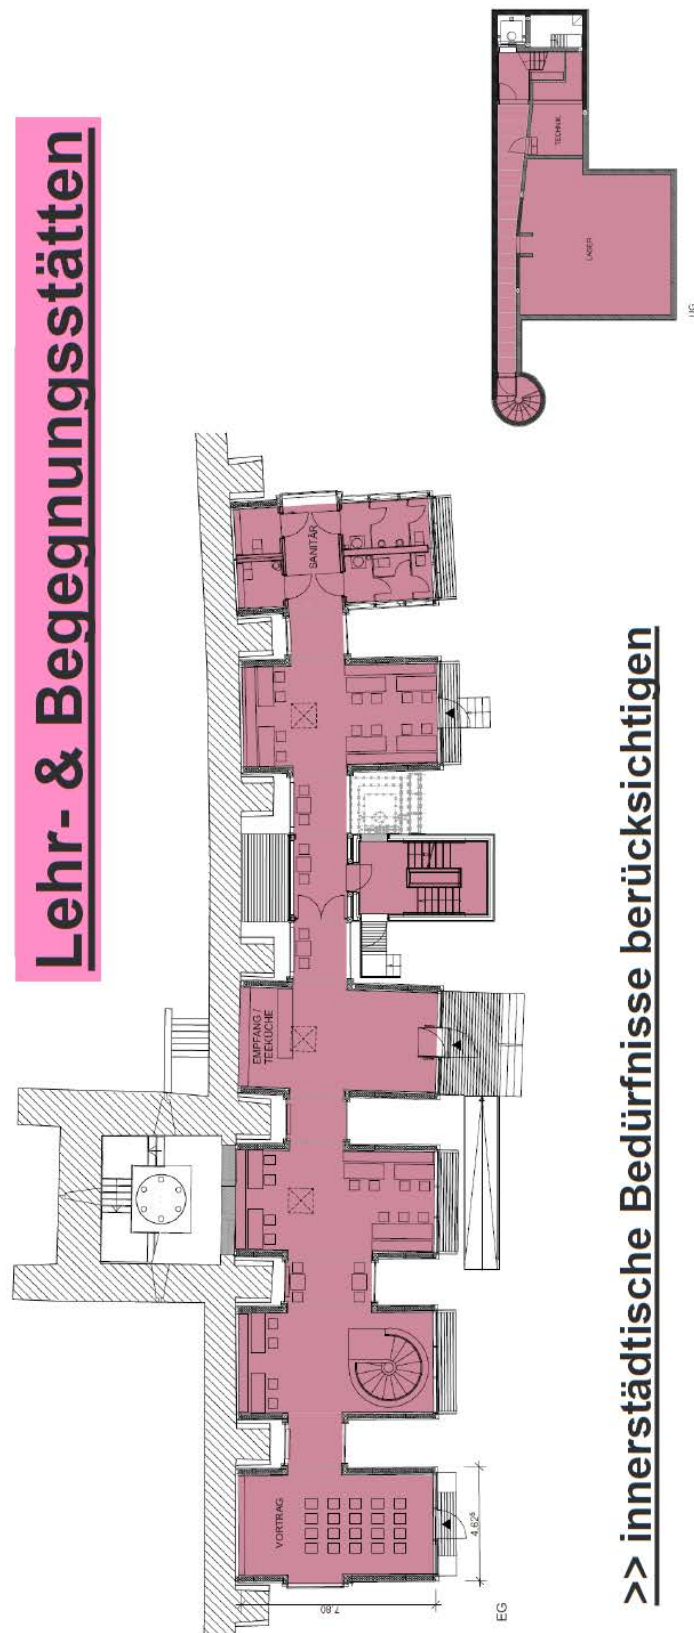 Lehr- & Begegnungsstätten
TECHNIK
LAGER
UG
SANITÄR
EMPFANG /
TEEKÜCHE
VORTRAG
7.80
4.62⁵
EG
>> innerstädtische Bedürfnisse berücksichtigen